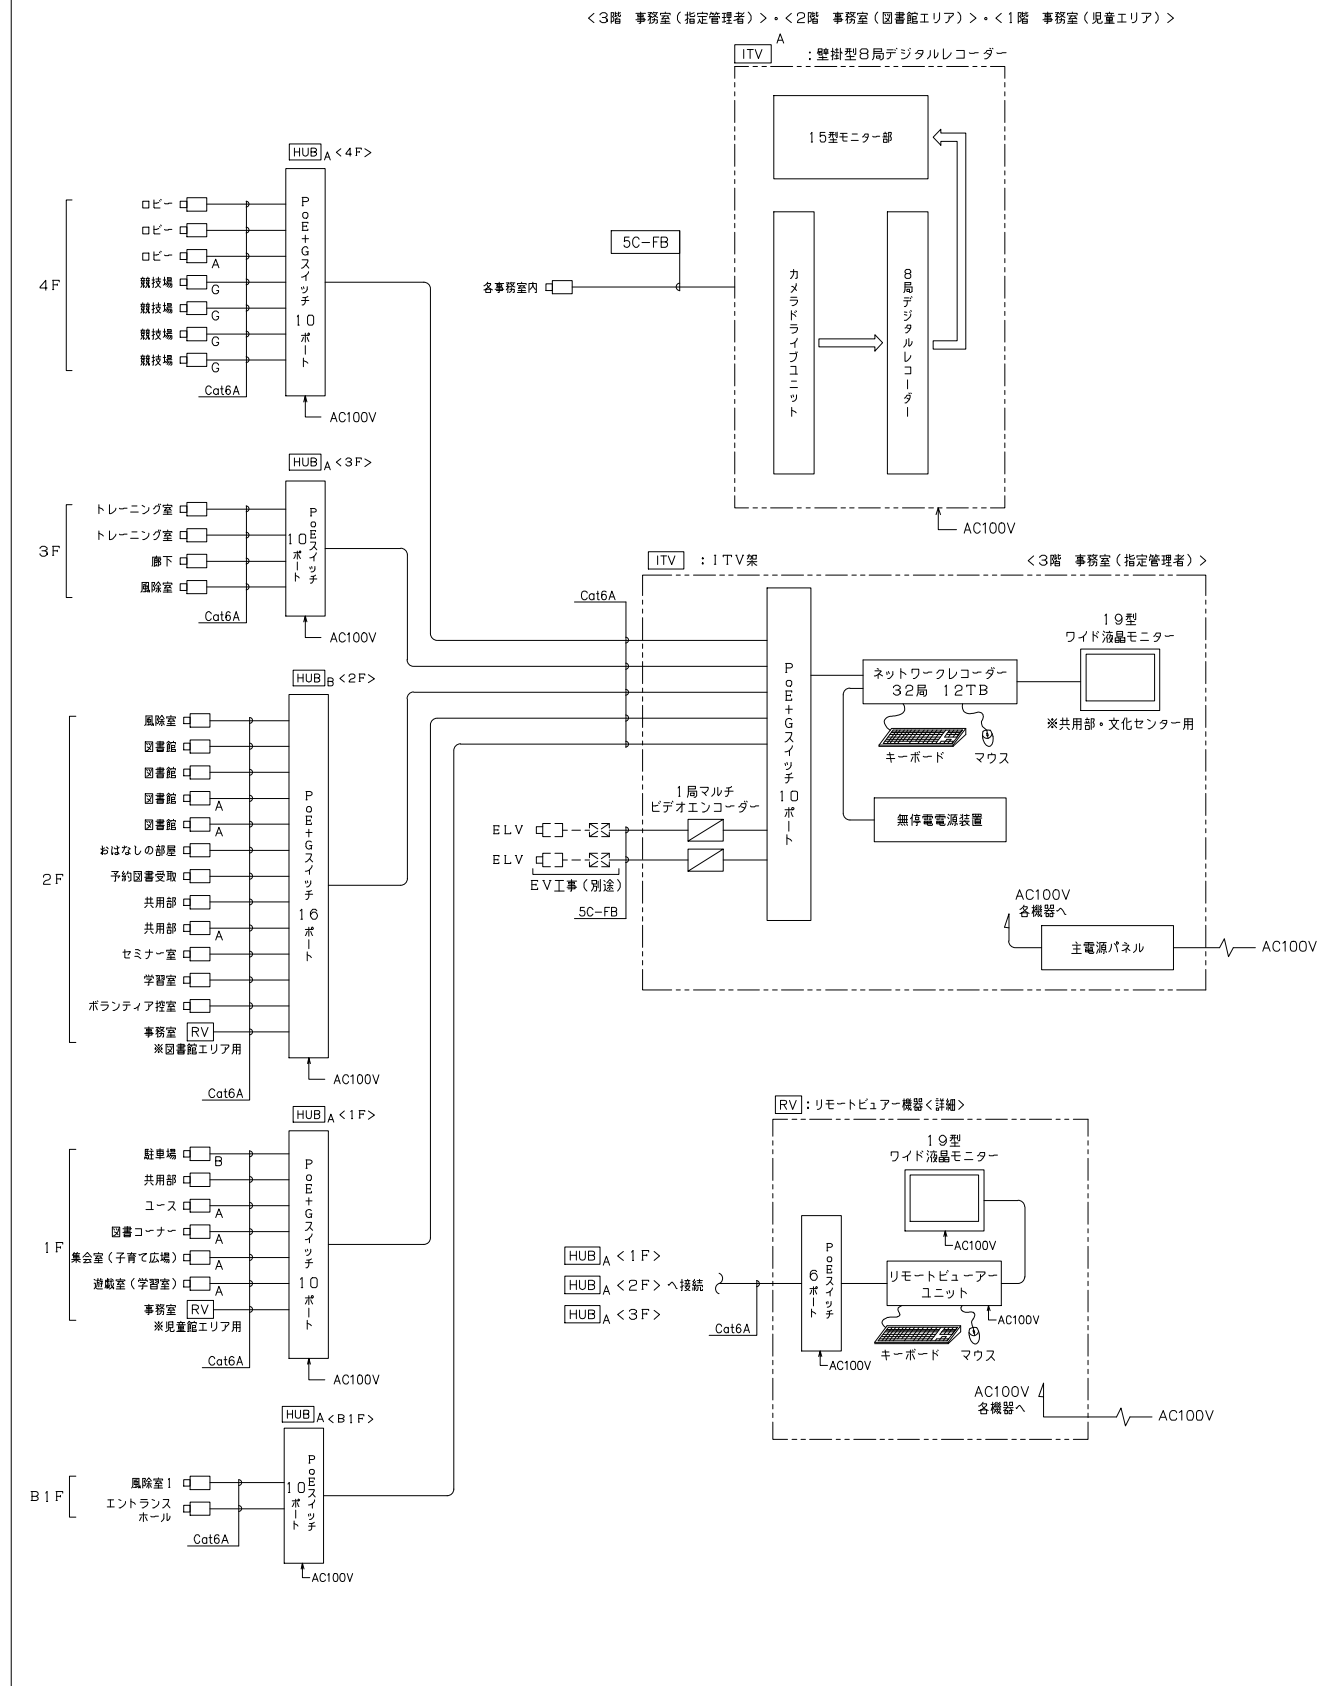 <3階 事務室(指定管理者)>・<2階 事務室(図書館エリア)>・<1階 事務室(児童エリア)>
ITV A :壁掛型8局デジタルレコーダー
15型モニター部
カメラドライブユニット
8局デジタルレコーダー
5C-FB
各事務室内
AC100V
HUB A <4F>
4F
ロビー
ロビー
ロビー A
競技場 G
競技場 G
競技場 G
競技場 G
PoE+Gスイッチ10ポート
Cat6A
AC100V
HUB A <3F>
3F
トレーニング室
トレーニング室
廊下
風除室
PoEスイッチ
10ポート
Cat6A
AC100V
HUB B <2F>
2F
風除室
図書館
図書館
図書館 A
図書館 A
おはなしの部屋
予約図書受取
共用部
共用部 A
セミナー室
学習室
ボランティア控室
事務室 RV
※図書館エリア用
PoE+Gスイッチ16ポート
Cat6A
AC100V
HUB A <1F>
1F
駐車場 B
共用部
ユース A
図書コーナー A
集会室(子育て広場) A
遊戯室(学習室) A
事務室 RV
※児童館エリア用
PoE+Gスイッチ10ポート
Cat6A
AC100V
HUB A <B1F>
B1F
風除室1
エントランス
ホール
PoEスイッチ
10ポート
Cat6A
AC100V
ITV :ITV架
<3階 事務室(指定管理者)>
Cat6A
PoE+Gスイッチ10ポート
19型
ワイド液晶モニター
ネットワークレコーダー
32局 12TB
※共用部・文化センター用
キーボード
マウス
1局マルチ
ビデオエンコーダー
無停電電源装置
ELV
ELV
EV工事(別途)
5C-FB
AC100V
各機器へ
主電源パネル
AC100V
RV :リモートビュアー機器<詳細>
19型
ワイド液晶モニター
AC100V
HUB A <1F>
HUB A <2F> へ接続
HUB A <3F>
Cat6A
PoEスイッチ
6ポート
リモートビューアー
ユニット
AC100V
キーボード
マウス
AC100V
AC100V
各機器へ
AC100V